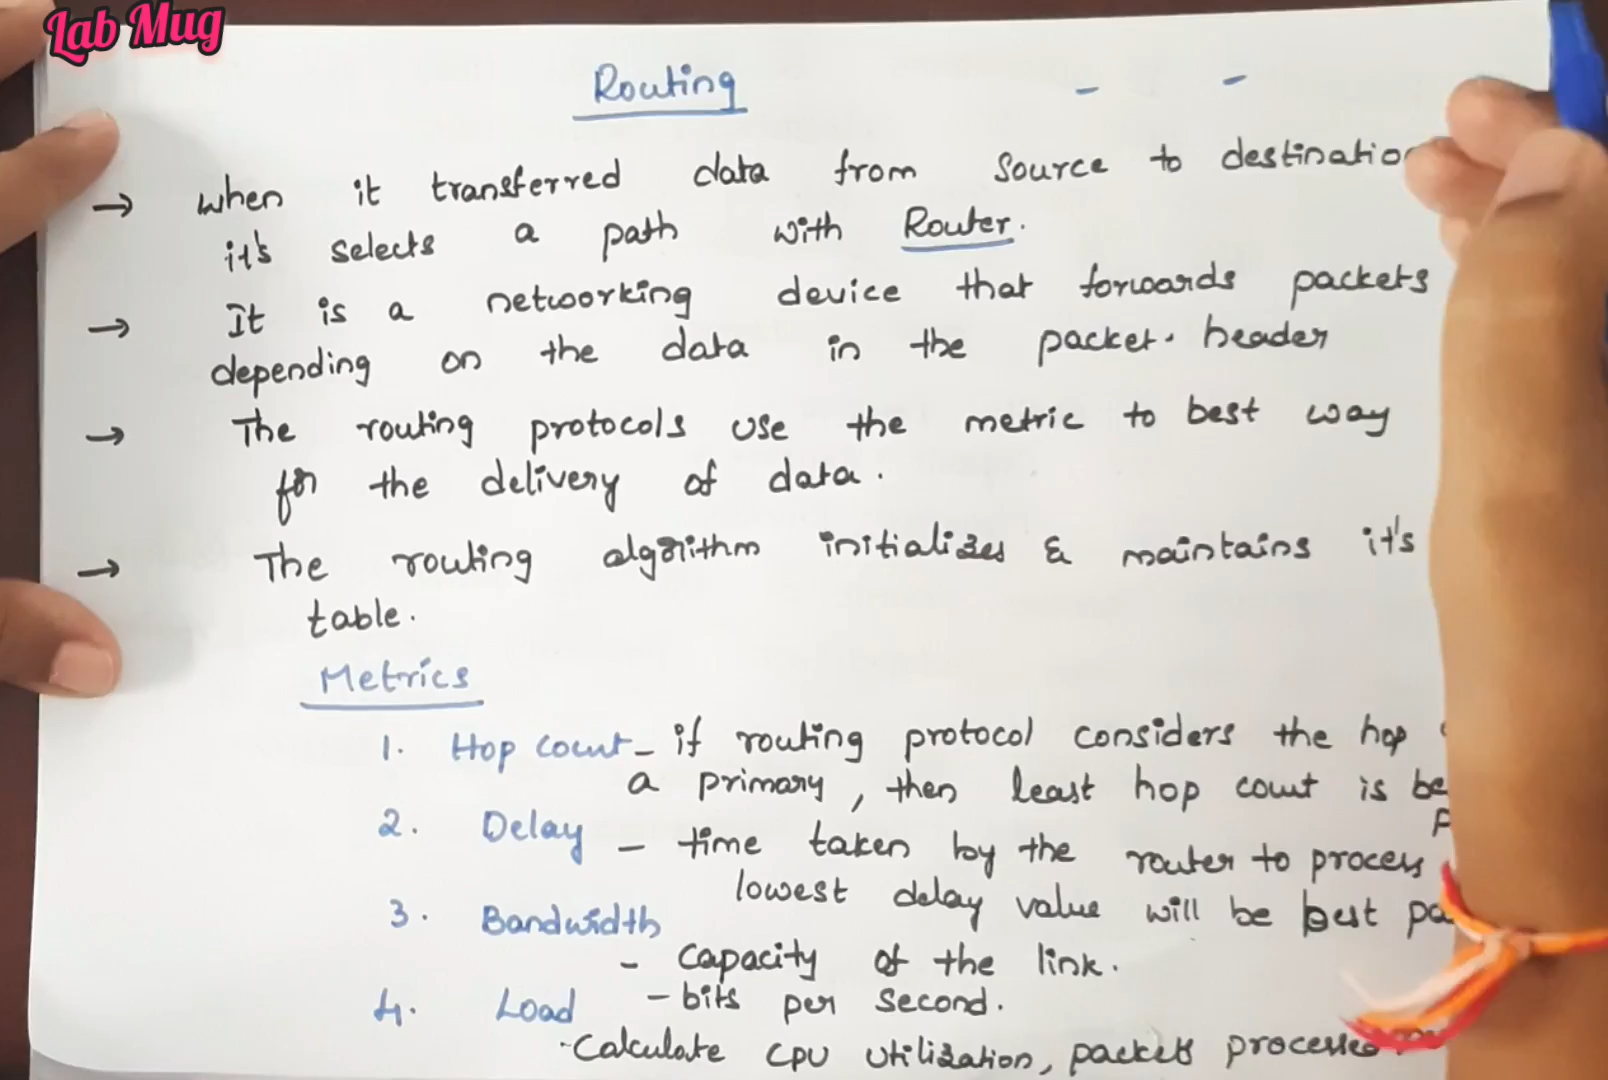 Lab Mug
Routing
→ when it transferred data from source to destination
it's selects a path with Router.
→ It is a networking device that forwards packets
depending on the data in the packet. header
→ The routing protocols use the metric to best way
for the delivery of data.
→ The routing algorithm initializes & maintains it's
table.
Metrics
1. Hop count - if routing protocol considers the hop
a primary, then least hop count is be
2. Delay - time taken by the router to process
lowest delay value will be best pa
3. Bandwidth
- capacity of the link.
- bits per second.
4. Load
- Calculate CPU utilization, packets processed